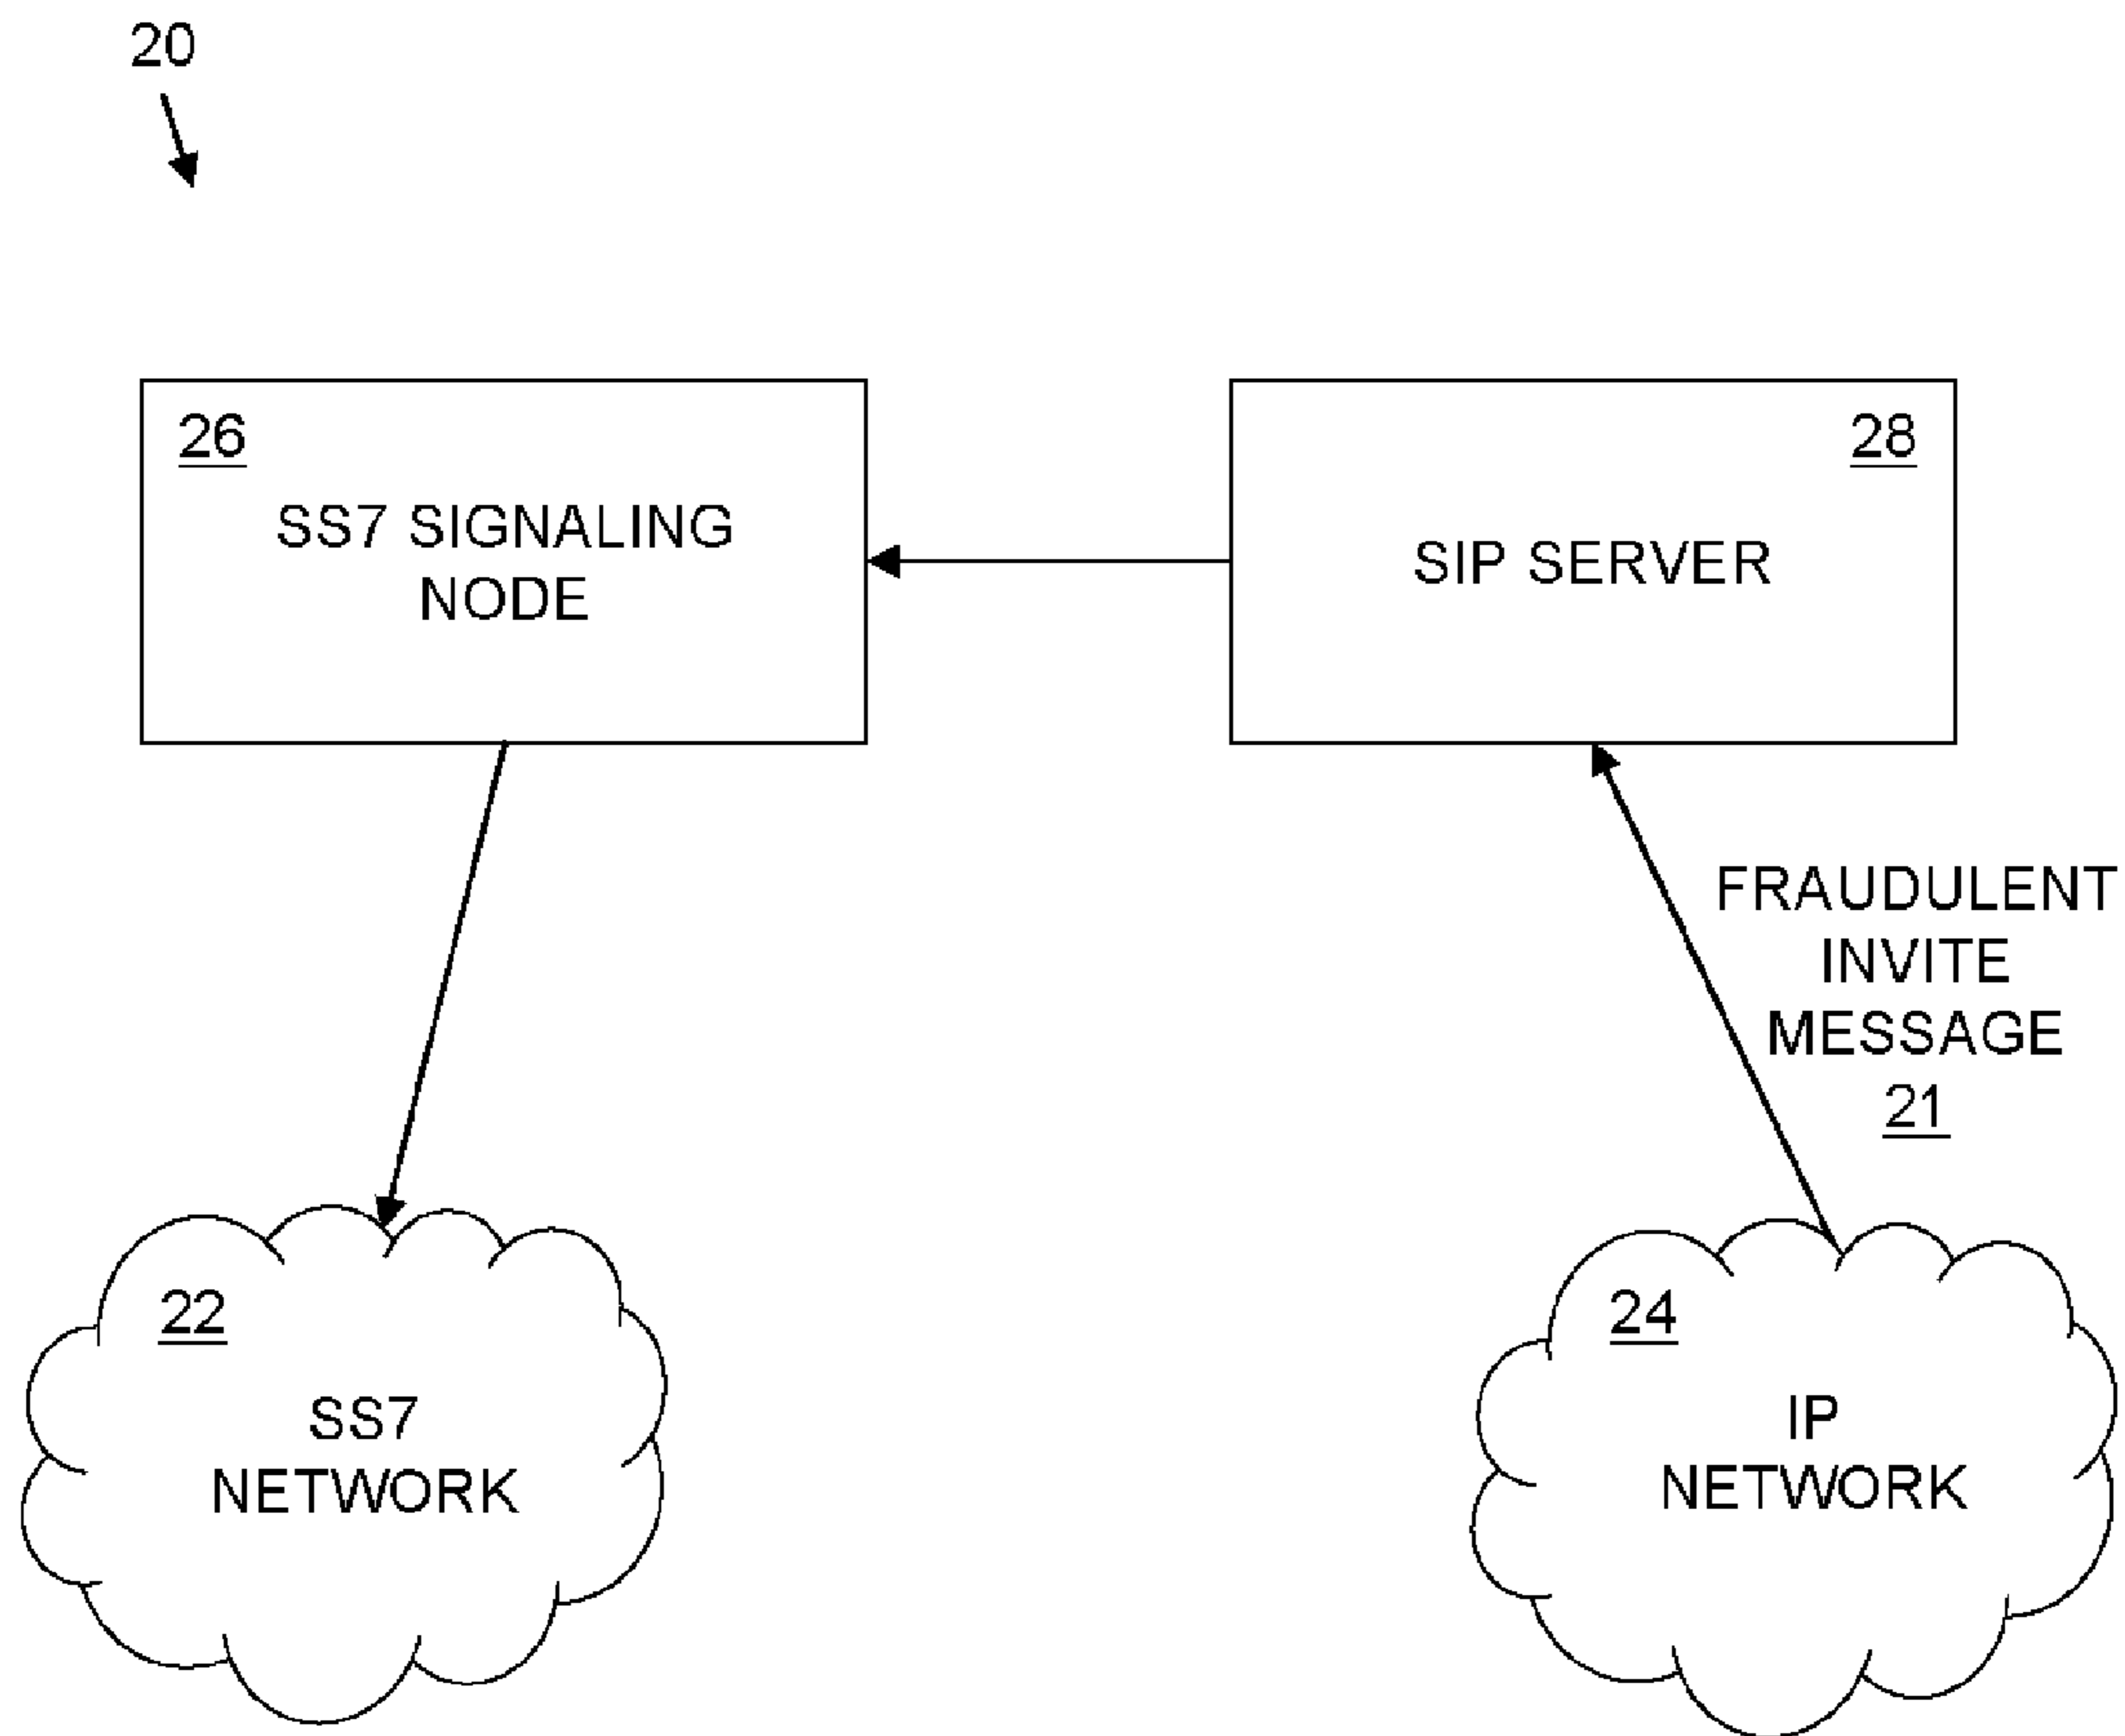 20
26
SS7 SIGNALING
NODE
28
SIP SERVER
FRAUDULENT
INVITE
MESSAGE
21
22
SS7
NETWORK
24
IP
NETWORK